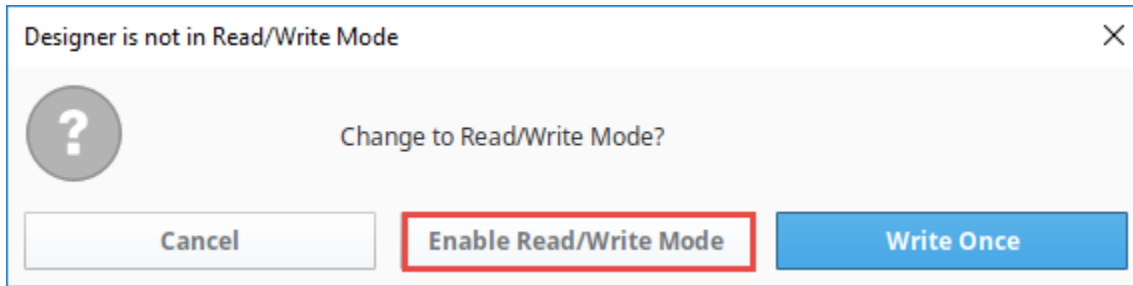 Designer is not in Read/Write Mode
?
Change to Read/Write Mode?
Cancel
Enable Read/Write Mode
Write Once